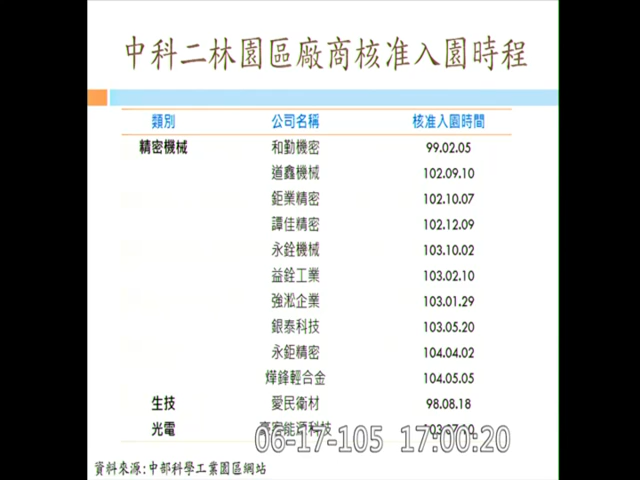 中科二林園區廠商核准入園時程
類別 公司名稱 核准入園時間
精密機械 和勤機密 99.02.05
道鑫機械 102.09.10
鉅業精密 102.10.07
譚佳精密 102.12.09
永銓機械 103.10.02
益銓工業 103.02.10
強淞企業 103.01.29
銀泰科技 103.05.20
永鉅精密 104.04.02
燁鋒輕合金 104.05.05
生技 愛民衛材 98.08.18
光電 能源科技
06-17-105 17:00:20
資料來源:中部科學工業園區網站